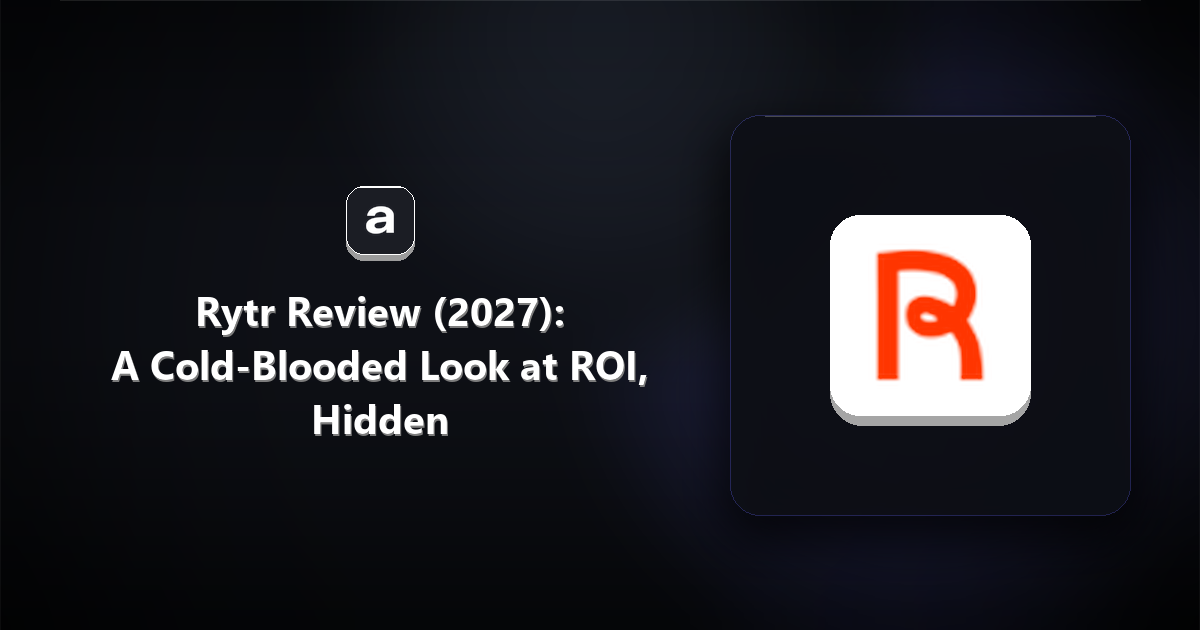 a
Rytr Review (2027):
A Cold-Blooded Look at ROI,
Hidden
R